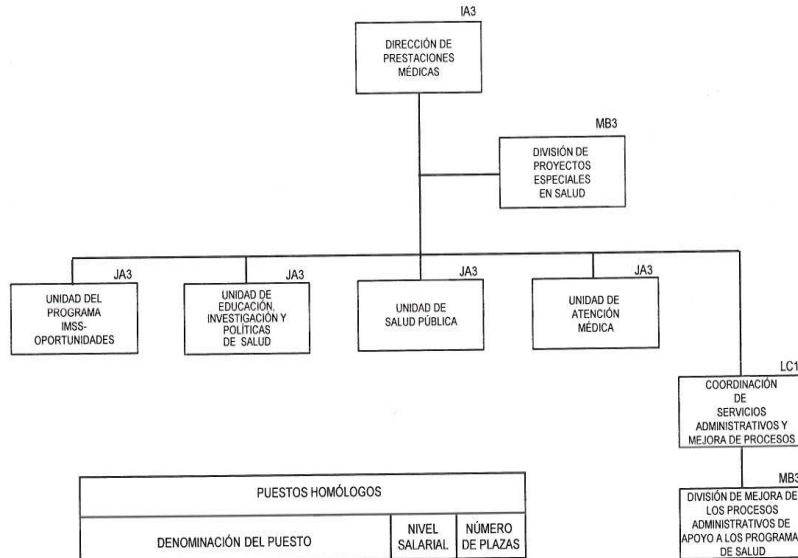 IA3
DIRECCIÓN DE
PRESTACIONES
MÉDICAS
MB3
DIVISIÓN DE
PROYECTOS
ESPECIALES
EN SALUD
JA3
UNIDAD DEL
PROGRAMA
IMSS-
OPORTUNIDADES
JA3
UNIDAD DE
EDUCACIÓN,
INVESTIGACIÓN Y
POLÍTICAS
DE SALUD
JA3
UNIDAD DE
SALUD PÚBLICA
JA3
UNIDAD DE
ATENCIÓN
MÉDICA
LC1
COORDINACIÓN
DE
SERVICIOS
ADMINISTRATIVOS Y
MEJORA DE PROCESOS
MB3
DIVISIÓN DE MEJORA DE
LOS PROCESOS
ADMINISTRATIVOS DE
APOYO A LOS PROGRAMA
DE SALUD
PUESTOS HOMÓLOGOS
DENOMINACIÓN DEL PUESTO
NIVEL
SALARIAL
NÚMERO
DE PLAZAS